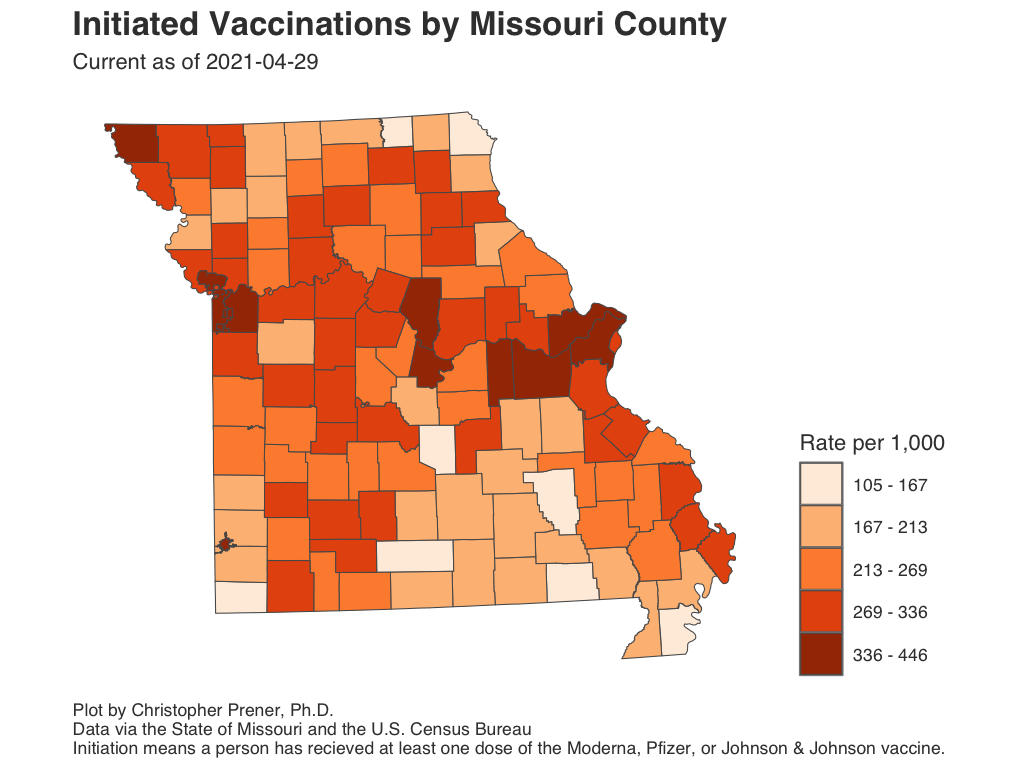 Initiated Vaccinations by Missouri County
Current as of 2021-04-29
Rate per 1,000
105 - 167
167 - 213
213 - 269
269 - 336
336 - 446
Plot by Christopher Prener, Ph.D.
Data via the State of Missouri and the U.S. Census Bureau
Initiation means a person has recieved at least one dose of the Moderna, Pfizer, or Johnson & Johnson vaccine.